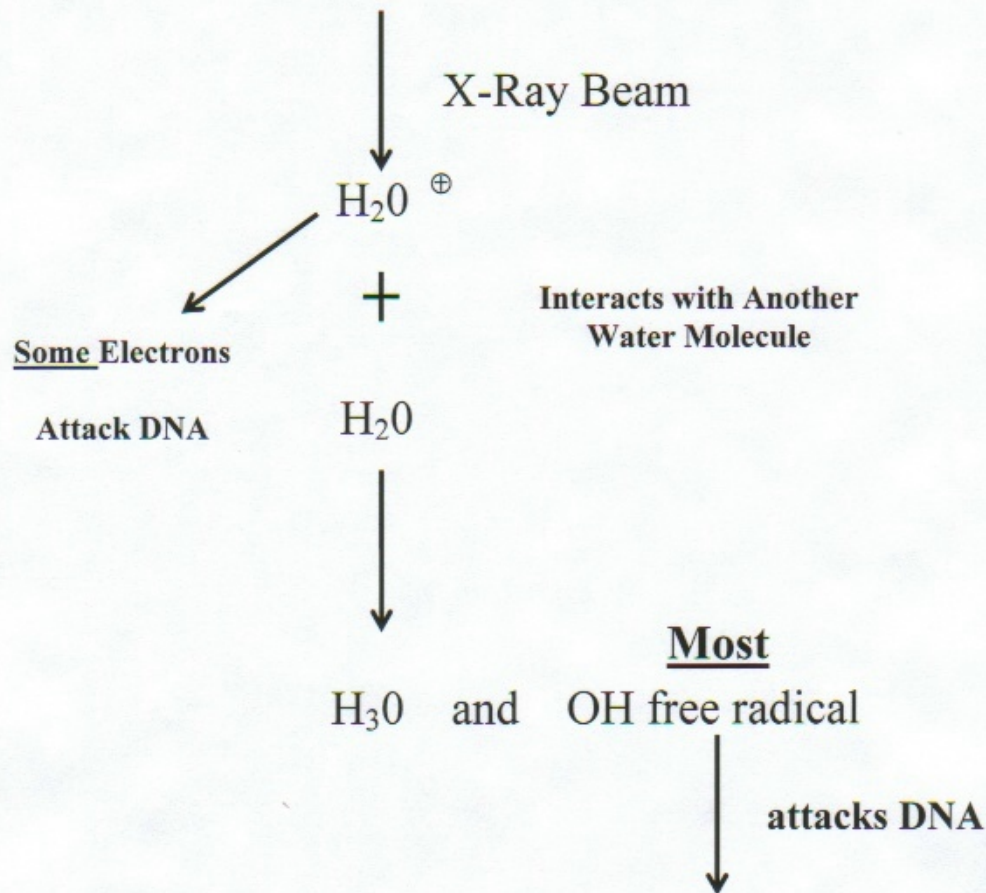 X-Ray Beam
H₂0 ⊕
+
Interacts with Another
Water Molecule
Some Electrons
Attack DNA
H₂0
Most
H₃0 and OH free radical
attacks DNA